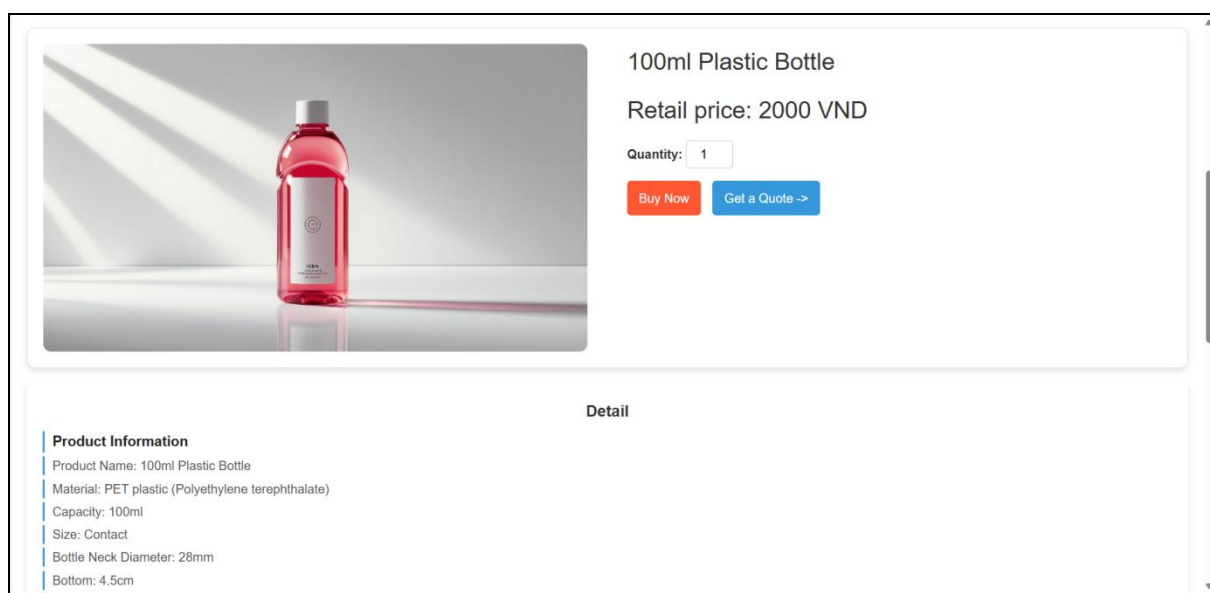 100ml Plastic Bottle
Retail price: 2000 VND
Quantity: 1
Buy Now Get a Quote ->
Detail
Product Information
Product Name: 100ml Plastic Bottle
Material: PET plastic (Polyethylene terephthalate)
Capacity: 100ml
Size: Contact
Bottle Neck Diameter: 28mm
Bottom: 4.5cm